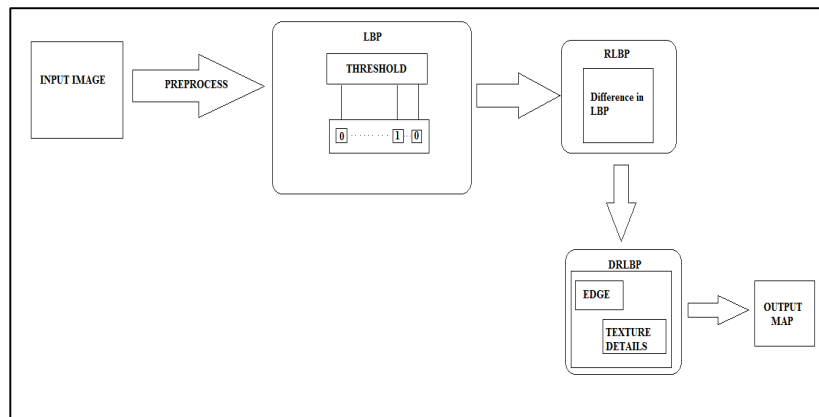 INPUT IMAGE
PREPROCESS
LBP
THRESHOLD
0 ......... 1 ... 0
RLBP
Difference in
LBP
DRLBP
EDGE
TEXTURE
DETAILS
OUTPUT
MAP